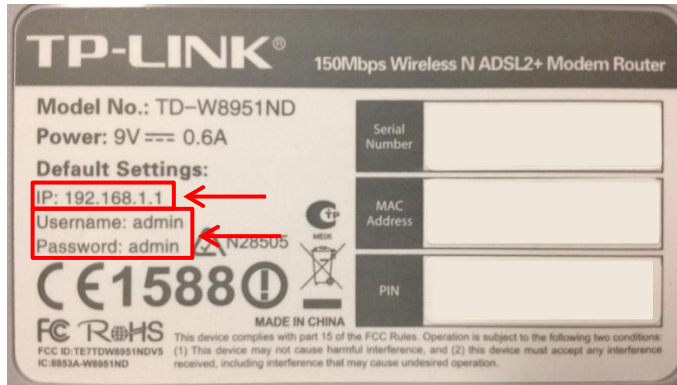 TP-LINK®
150Mbps Wireless N ADSL2+ Modem Router
Model No.: TD-W8951ND
Power: 9V ⎓ 0.6A
Default Settings:
IP: 192.168.1.1
Username: admin
Password: admin
N28505
CE1588
Serial
Number
MAC
Address
PIN
TP
ME06
MADE IN CHINA
FC RoHS
FCC ID:TE7TDW8951NDV5
IC:8853A-W8951ND
This device complies with part 15 of the FCC Rules. Operation is subject to the following two conditions:
(1) This device may not cause harmful interference, and (2) this device must accept any interference
received, including interference that may cause undesired operation.